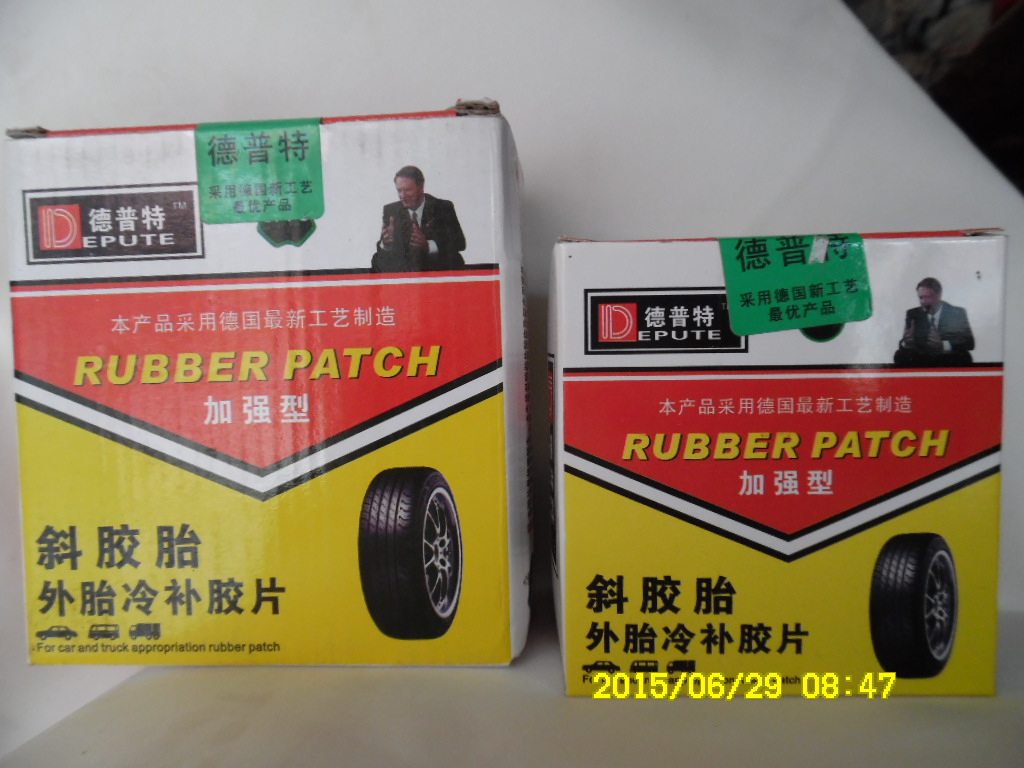 德普特
采用德国新工艺
最优产品
D 德普特 TM
EPUTE
本产品采用德国最新工艺制造
RUBBER PATCH
加强型
斜胶胎
外胎冷补胶片
For car and truck appropriation rubber patch
德普特
采用德国新工艺
最优产品
D 德普特
EPUTE
本产品采用德国最新工艺制造
RUBBER PATCH
加强型
斜胶胎
外胎冷补胶片
patch
2015/06/29 08:47